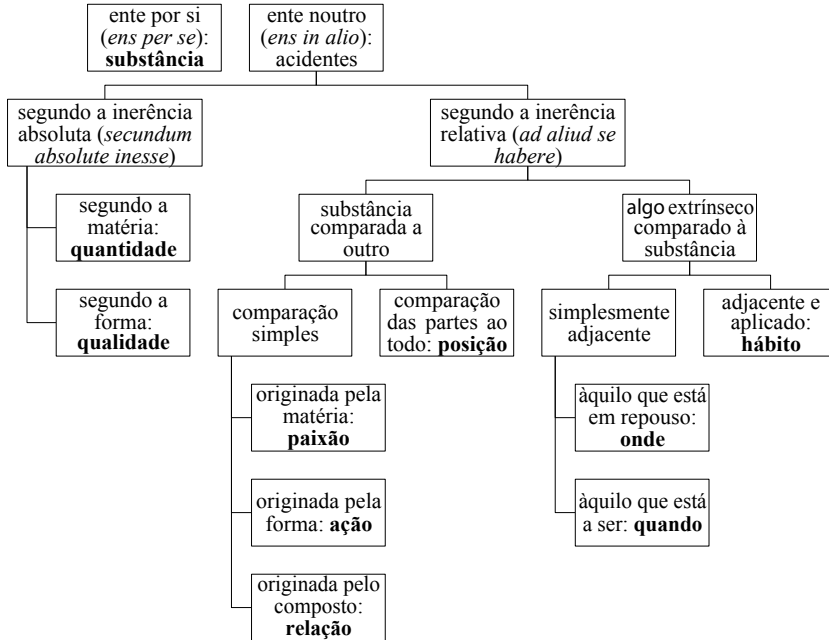 ente por si
(ens per se):
substância
ente noutro
(ens in alio):
acidentes
segundo a inerência
absoluta (secundum
absolute inesse)
segundo a inerência
relativa (ad aliud se
habere)
segundo a
matéria:
quantidade
segundo a
forma:
qualidade
substância
comparada a
outro
algo extrínseco
comparado à
substância
comparação
simples
comparação
das partes ao
todo: posição
simplesmente
adjacente
adjacente e
aplicado:
hábito
originada pela
matéria:
paixão
originada pela
forma: ação
originada pelo
composto:
relação
àquilo que está
em repouso:
onde
àquilo que está
a ser: quando